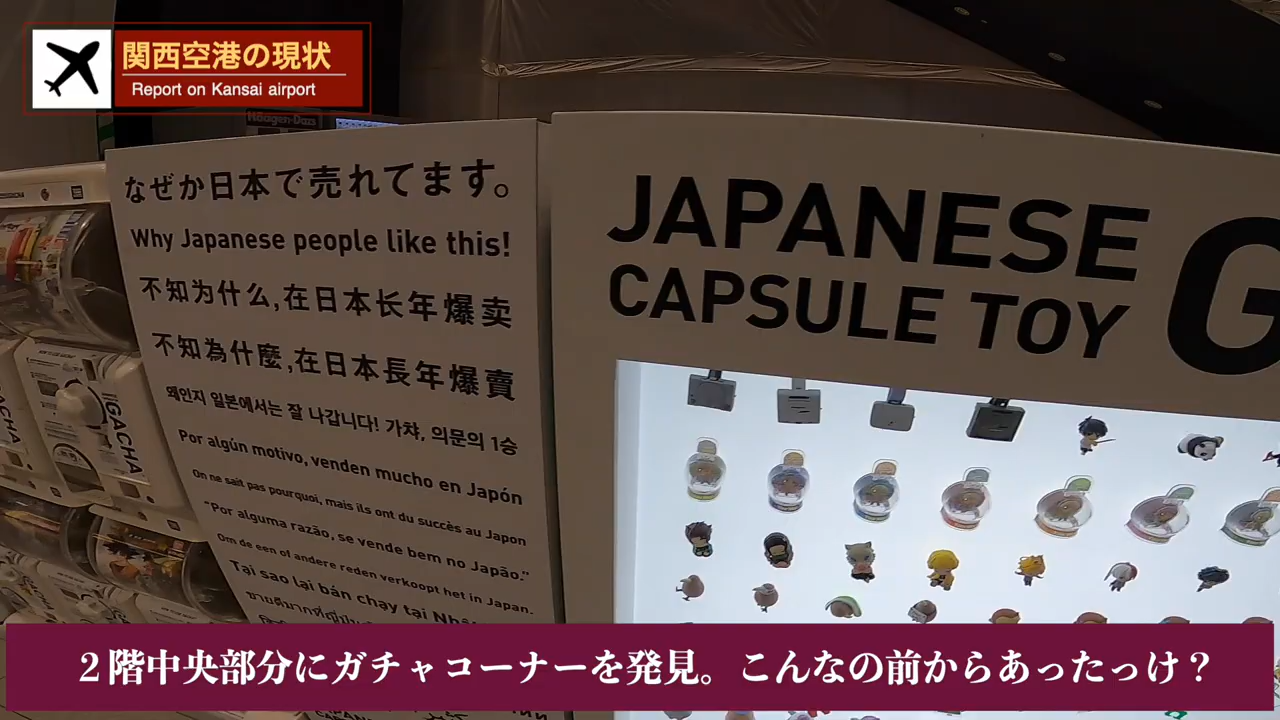 関西空港の現状
Report on Kansai airport
Häagen-Dazs
なぜか日本で売れてます。
Why Japanese people like this!
不知为什么,在日本长年爆卖
不知為什麼,在日本長年爆賣
왜인지 일본에서는 잘 나갑니다! 가챠, 의문의 1승
Por algún motivo, venden mucho en Japón
On ne sait pas pourquoi, mais ils ont du succès au Japon
"Por alguma razão, se vende bem no Japão."
Om de een of andere reden verkoopt het in Japan.
Tại sao lại bán chạy tại
JAPANESE
CAPSULE TOY
G
GACHA
GACHA
２階中央部分にガチャコーナーを発見。こんなの前からあったっけ？